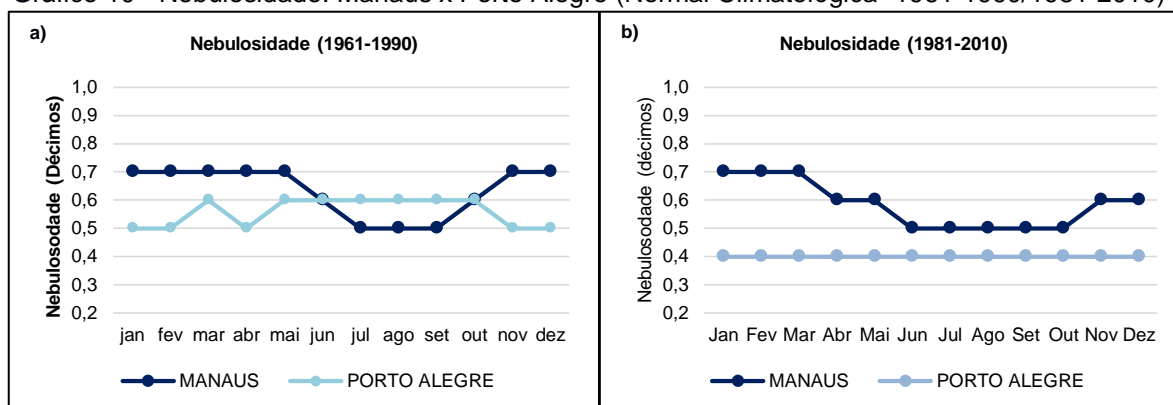 Gráfico 10 - Nebulosidade: Manaus x Porto Alegre (Normal Climatológica 1961-1990/1981-2010)
a)
Nebulosidade (1961-1990)
Nebulosodade (Décimos)
1,0
0,9
0,8
0,7
0,6
0,5
0,4
0,3
0,2
jan fev mar abr mai jun jul ago set out nov dez
MANAUS PORTO ALEGRE
b)
Nebulosidade (1981-2010)
Nebulosodade (décimos)
1,0
0,9
0,8
0,7
0,6
0,5
0,4
0,3
0,2
Jan Fev Mar Abr Mai Jun Jul Ago Set Out Nov Dez
MANAUS PORTO ALEGRE